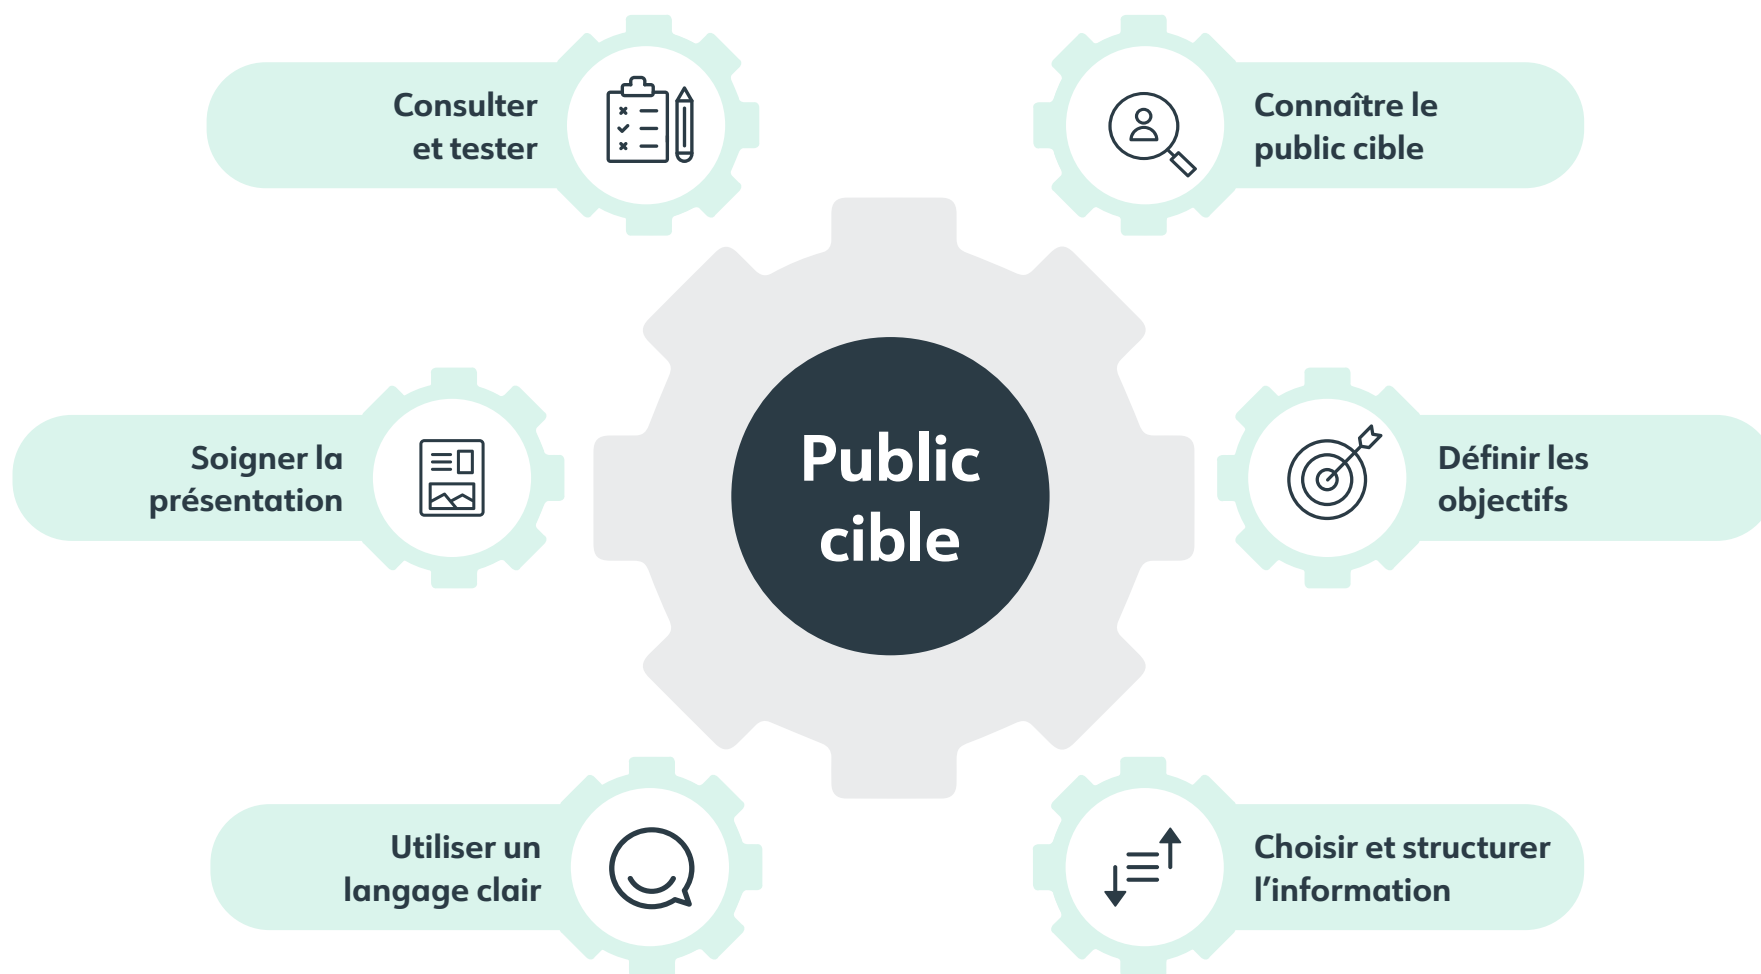 Consulter
et tester
Connaître le
public cible
Soigner la
présentation
Public
cible
Définir les
objectifs
Utiliser un
langage clair
Choisir et structurer
l’information